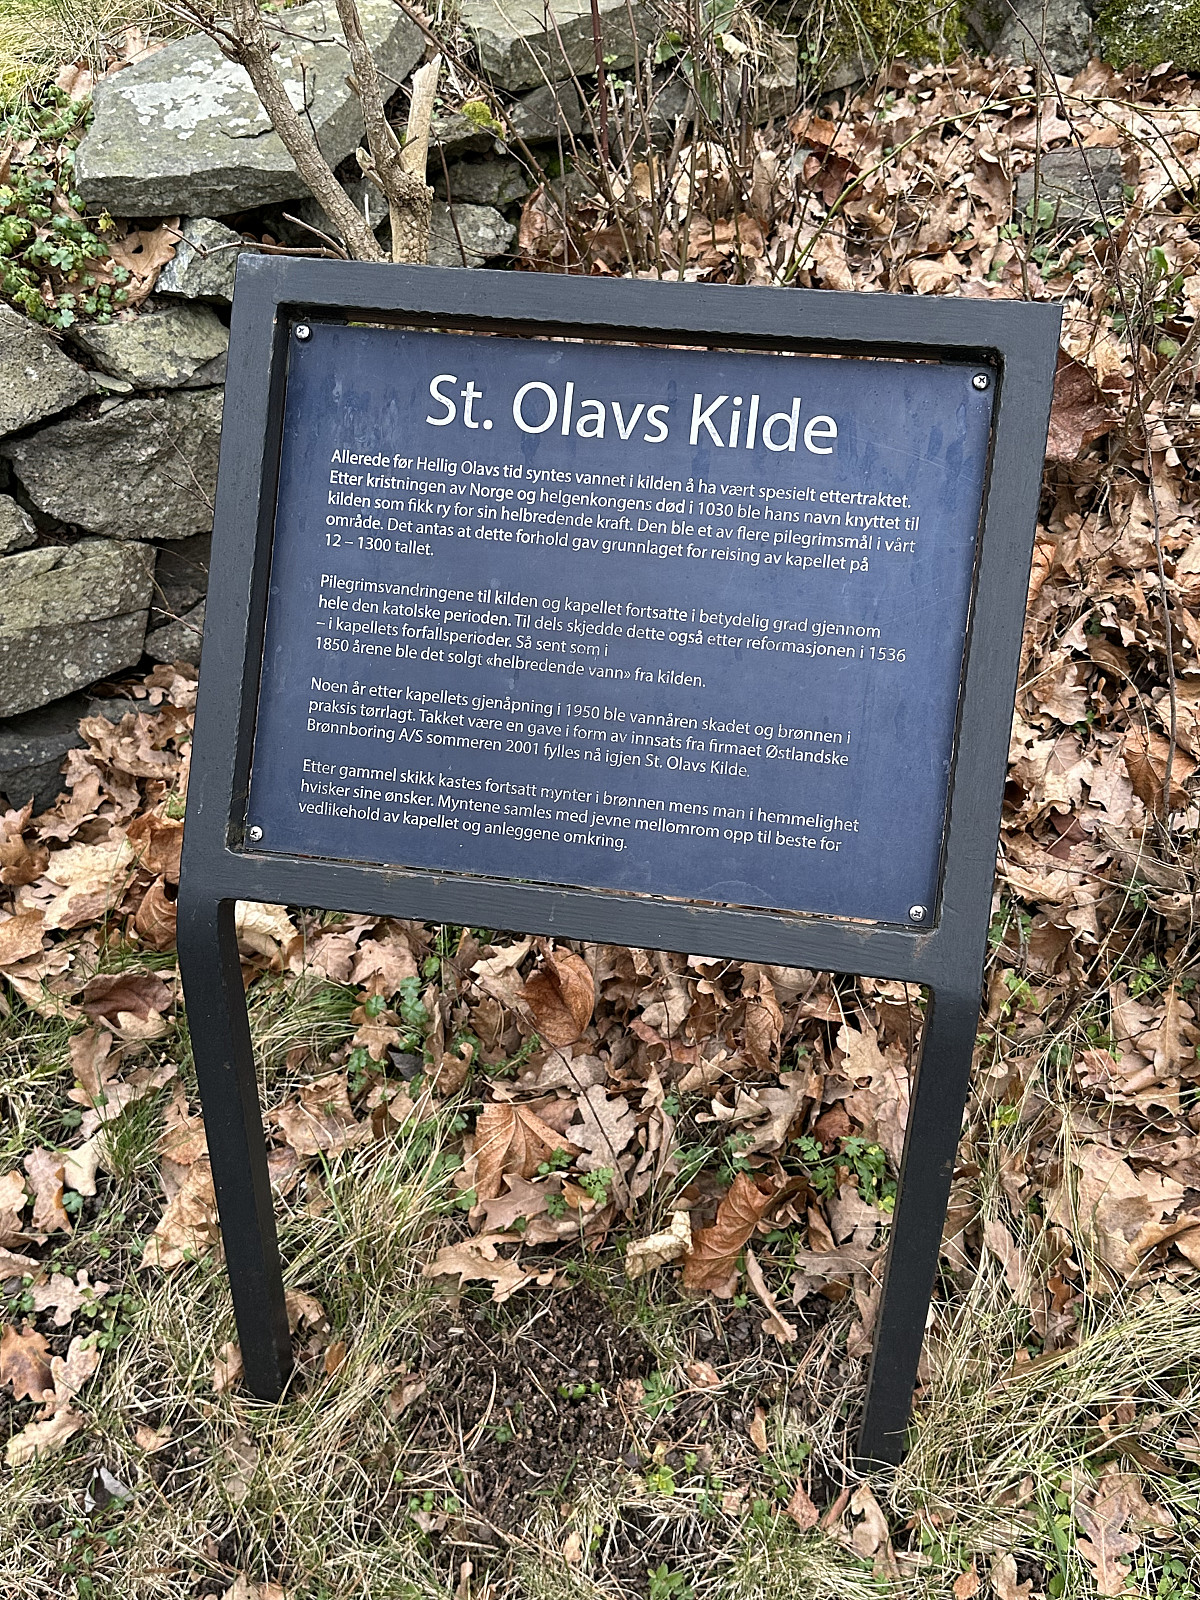 St. Olavs Kilde
Allerede før Hellig Olavs tid syntes vannet i kilden å ha vært spesielt ettertraktet.
Etter kristningen av Norge og helgenkongens død i 1030 ble hans navn knyttet til
kilden som fikk ry for sin helbredende kraft. Den ble et av flere pilegrimsmål i vårt
område. Det antas at dette forhold gav grunnlaget for reising av kapellet på
12 – 1300 tallet.
Pilegrimsvandringene til kilden og kapellet fortsatte i betydelig grad gjennom
hele den katolske perioden. Til dels skjedde dette også etter reformasjonen i 1536
– i kapellets forfallsperioder. Så sent som i
1850 årene ble det solgt «helbredende vann» fra kilden.
Noen år etter kapellets gjenåpning i 1950 ble vannåren skadet og brønnen i
praksis tørrlagt. Takket være en gave i form av innsats fra firmaet Østlandske
Brønnboring A/S sommeren 2001 fylles nå igjen St. Olavs Kilde.
Etter gammel skikk kastes fortsatt mynter i brønnen mens man i hemmelighet
hvisker sine ønsker. Myntene samles med jevne mellomrom opp til beste for
vedlikehold av kapellet og anleggene omkring.